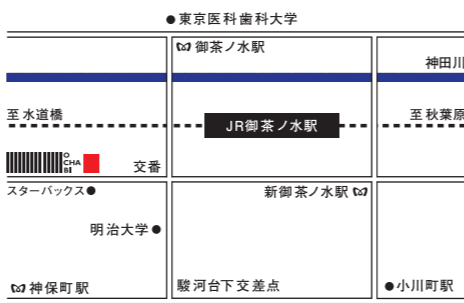 ●東京医科歯科大学
御茶ノ水駅
神田川
至水道橋
至秋葉原
JR御茶ノ水駅
O
CHA
BI
交番
スターバックス●
新御茶ノ水駅
明治大学●
神保町駅
駿河台下交差点
●小川町駅